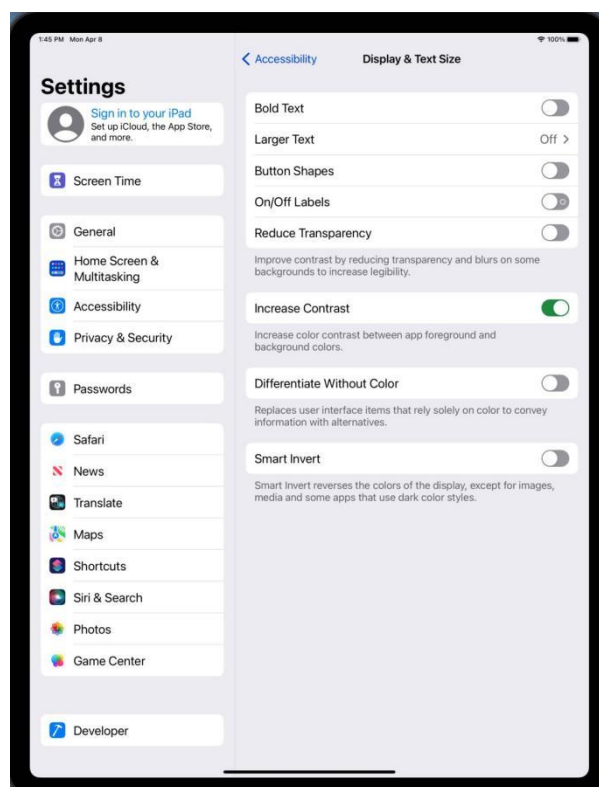 1:45 PM Mon Apr 8
100%
Settings
Sign in to your iPad
Set up iCloud, the App Store,
and more.
Screen Time
General
Home Screen &
Multitasking
Accessibility
Privacy & Security
Passwords
Safari
News
Translate
Maps
Shortcuts
Siri & Search
Photos
Game Center
Developer
Accessibility
Display & Text Size
Bold Text
Larger Text Off
Button Shapes
On/Off Labels
Reduce Transparency
Improve contrast by reducing transparency and blurs on some
backgrounds to increase legibility.
Increase Contrast
Increase color contrast between app foreground and
background colors.
Differentiate Without Color
Replaces user interface items that rely solely on color to convey
information with alternatives.
Smart Invert
Smart Invert reverses the colors of the display, except for images,
media and some apps that use dark color styles.